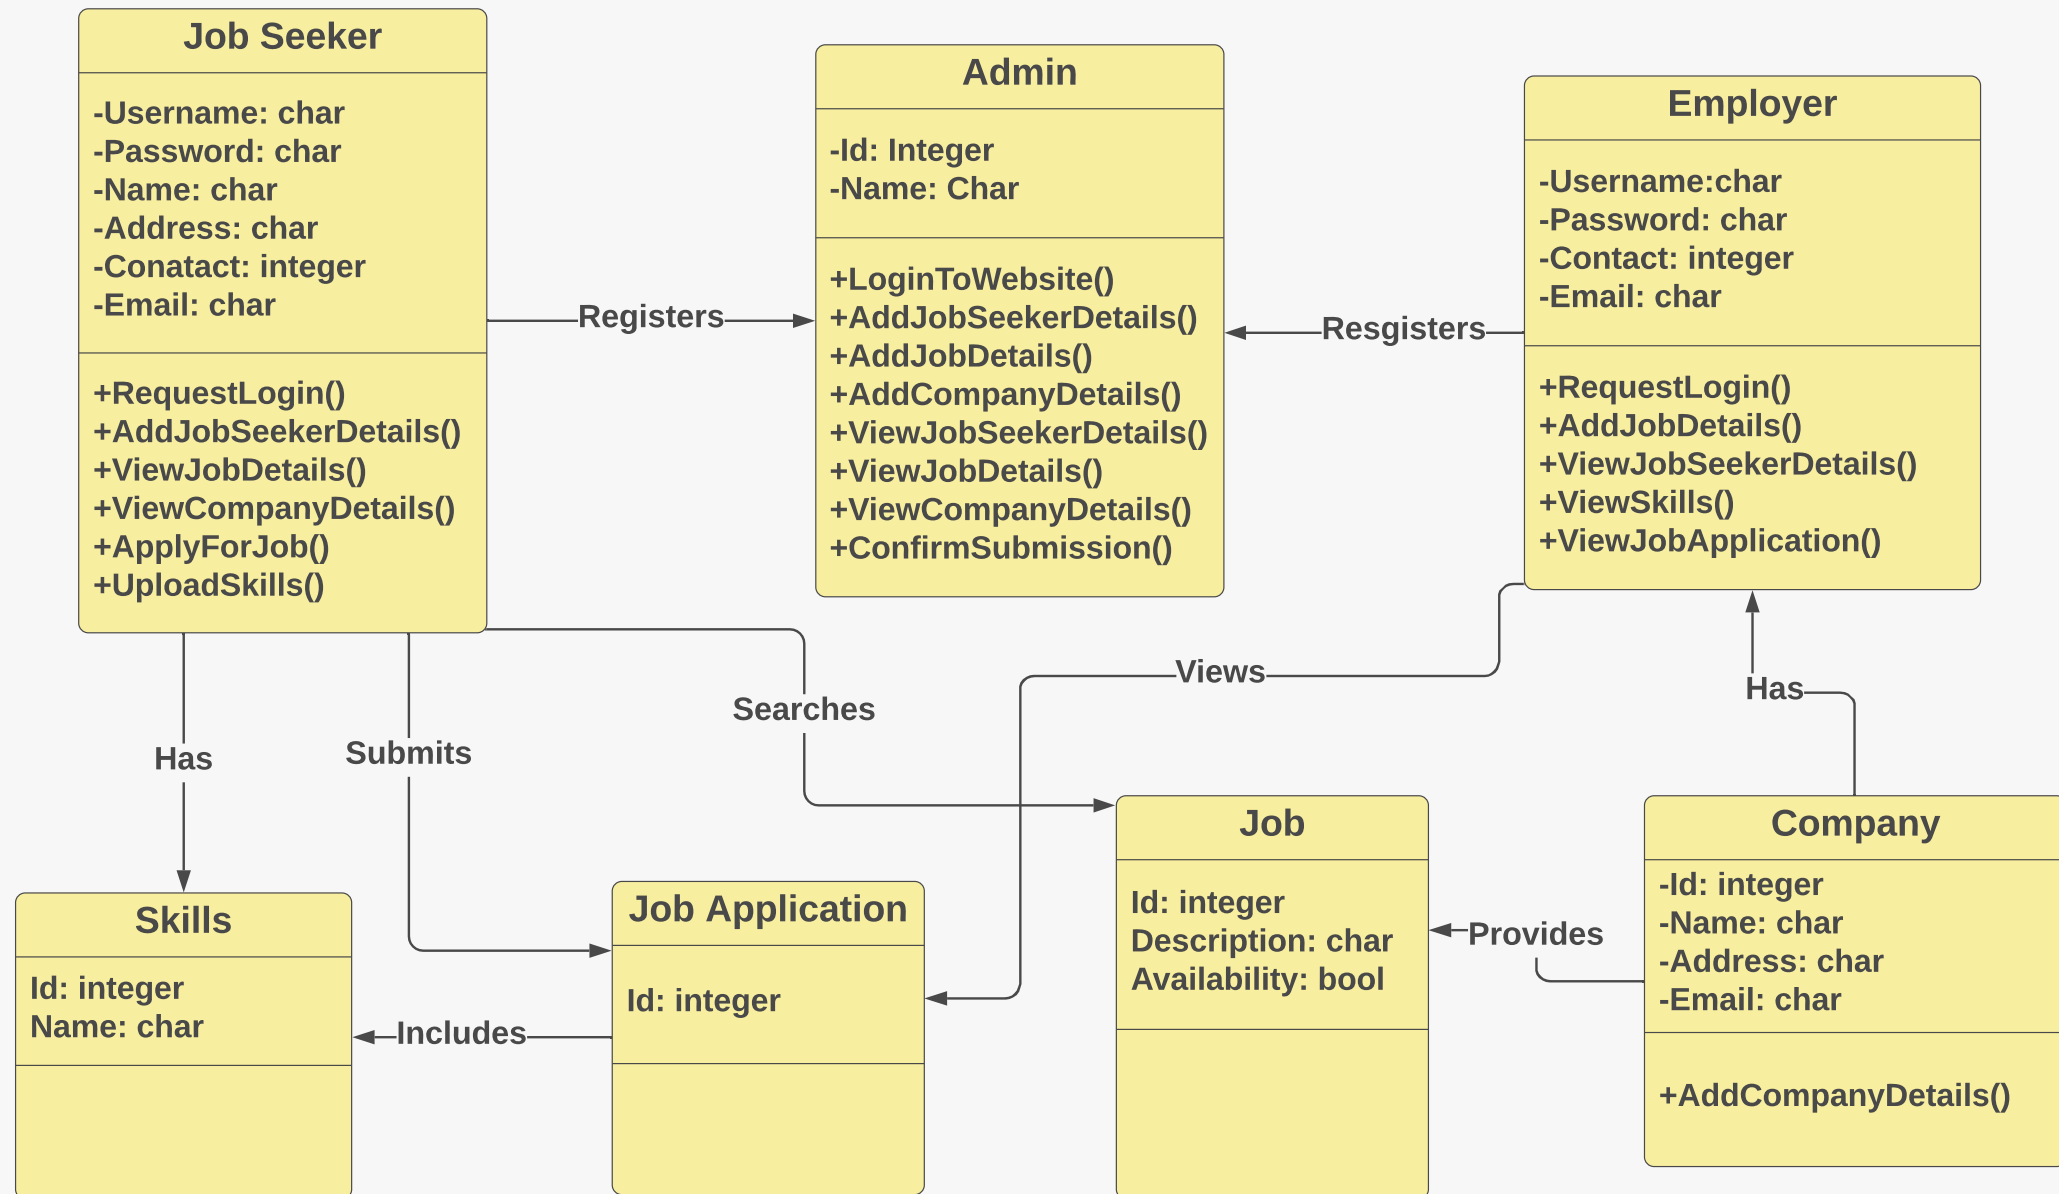 Job Seeker
-Username: char
-Password: char
-Name: char
-Address: char
-Conatact: integer
-Email: char
+RequestLogin()
+AddJobSeekerDetails()
+ViewJobDetails()
+ViewCompanyDetails()
+ApplyForJob()
+UploadSkills()
Registers
Admin
-Id: Integer
-Name: Char
+LoginToWebsite()
+AddJobSeekerDetails()
+AddJobDetails()
+AddCompanyDetails()
+ViewJobSeekerDetails()
+ViewJobDetails()
+ViewCompanyDetails()
+ConfirmSubmission()
Resgisters
Employer
-Username:char
-Password: char
-Contact: integer
-Email: char
+RequestLogin()
+AddJobDetails()
+ViewJobSeekerDetails()
+ViewSkills()
+ViewJobApplication()
Has
Submits
Searches
Views
Has
Skills
Id: integer
Name: char
Includes
Job Application
Id: integer
Job
Id: integer
Description: char
Availability: bool
Provides
Company
-Id: integer
-Name: char
-Address: char
-Email: char
+AddCompanyDetails()